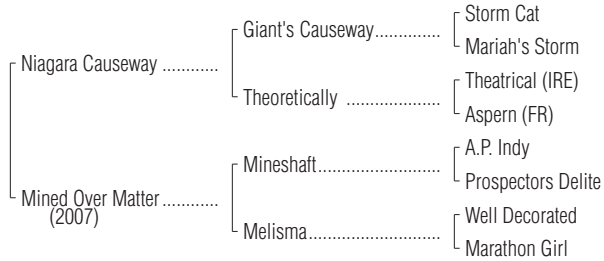 Storm Cat
Giant's Causeway..............
Mariah's Storm
Niagara Causeway ............
Theatrical (IRE)
Theoretically ....................
Aspern (FR)
A.P. Indy
Mineshaft..........................
Prospectors Delite
Mined Over Matter............
(2007)
Well Decorated
Melisma............................
Marathon Girl